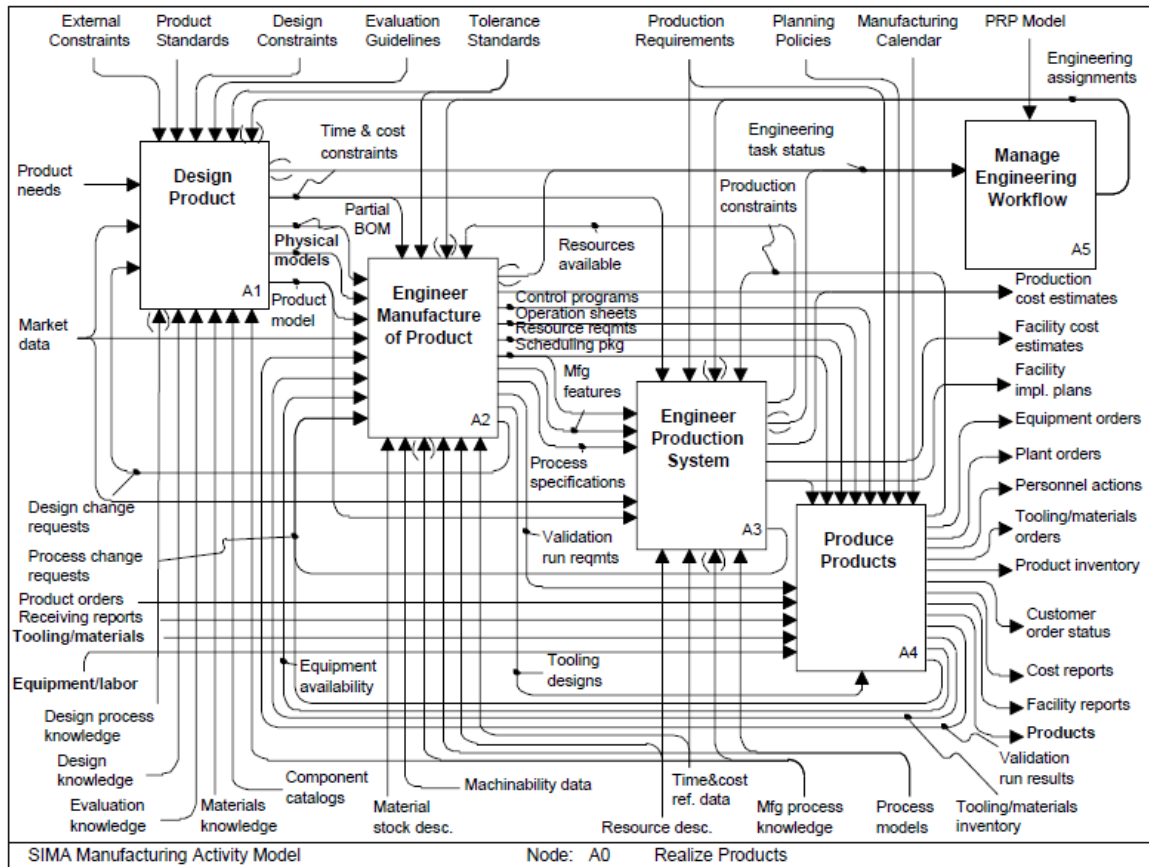 External
Constraints
Product
Standards
Design
Constraints
Evaluation
Guidelines
Tolerance
Standards
Production
Requirements
Planning
Policies
Manufacturing
Calendar
PRP Model
Engineering
assignments
Time & cost
constraints
Engineering
task status
Manage
Engineering
Workflow
A5
Product
needs
Design
Product
A1
Production
constraints
Partial
BOM
Physical
models
Resources
available
Product
model
Engineer
Manufacture
of Product
A2
Control programs
Operation sheets
Resource reqmts
Scheduling pkg
Production
cost estimates
Market
data
Facility cost
estimates
Mfg
features
Facility
impl. plans
Engineer
Production
System
A3
Equipment orders
Plant orders
Process
specifications
Personnel actions
Design change
requests
Tooling/materials
orders
Produce
Products
A4
Validation
run reqmts
Process change
requests
Product inventory
Product orders
Receiving reports
Tooling/materials
Customer
order status
Equipment/labor
Equipment
availability
Tooling
designs
Cost reports
Facility reports
Design process
knowledge
Products
Design
knowledge
Validation
run results
Component
catalogs
Machinability data
Time&cost
ref. data
Evaluation
knowledge
Materials
knowledge
Material
stock desc.
Resource desc.
Mfg process
knowledge
Process
models
Tooling/materials
inventory
SIMA Manufacturing Activity Model
Node: A0 Realize Products